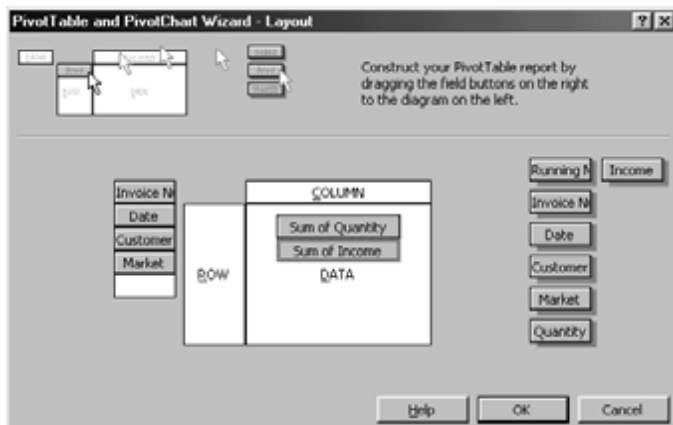 PivotTable and PivotChart Wizard - Layout
Construct your PivotTable report by
dragging the field buttons on the right
to the diagram on the left.
Invoice N
Date
Customer
Market
COLUMN
ROW
Sum of Quantity
Sum of Income
DATA
Running N
Income
Invoice N
Date
Customer
Market
Quantity
Help
OK
Cancel